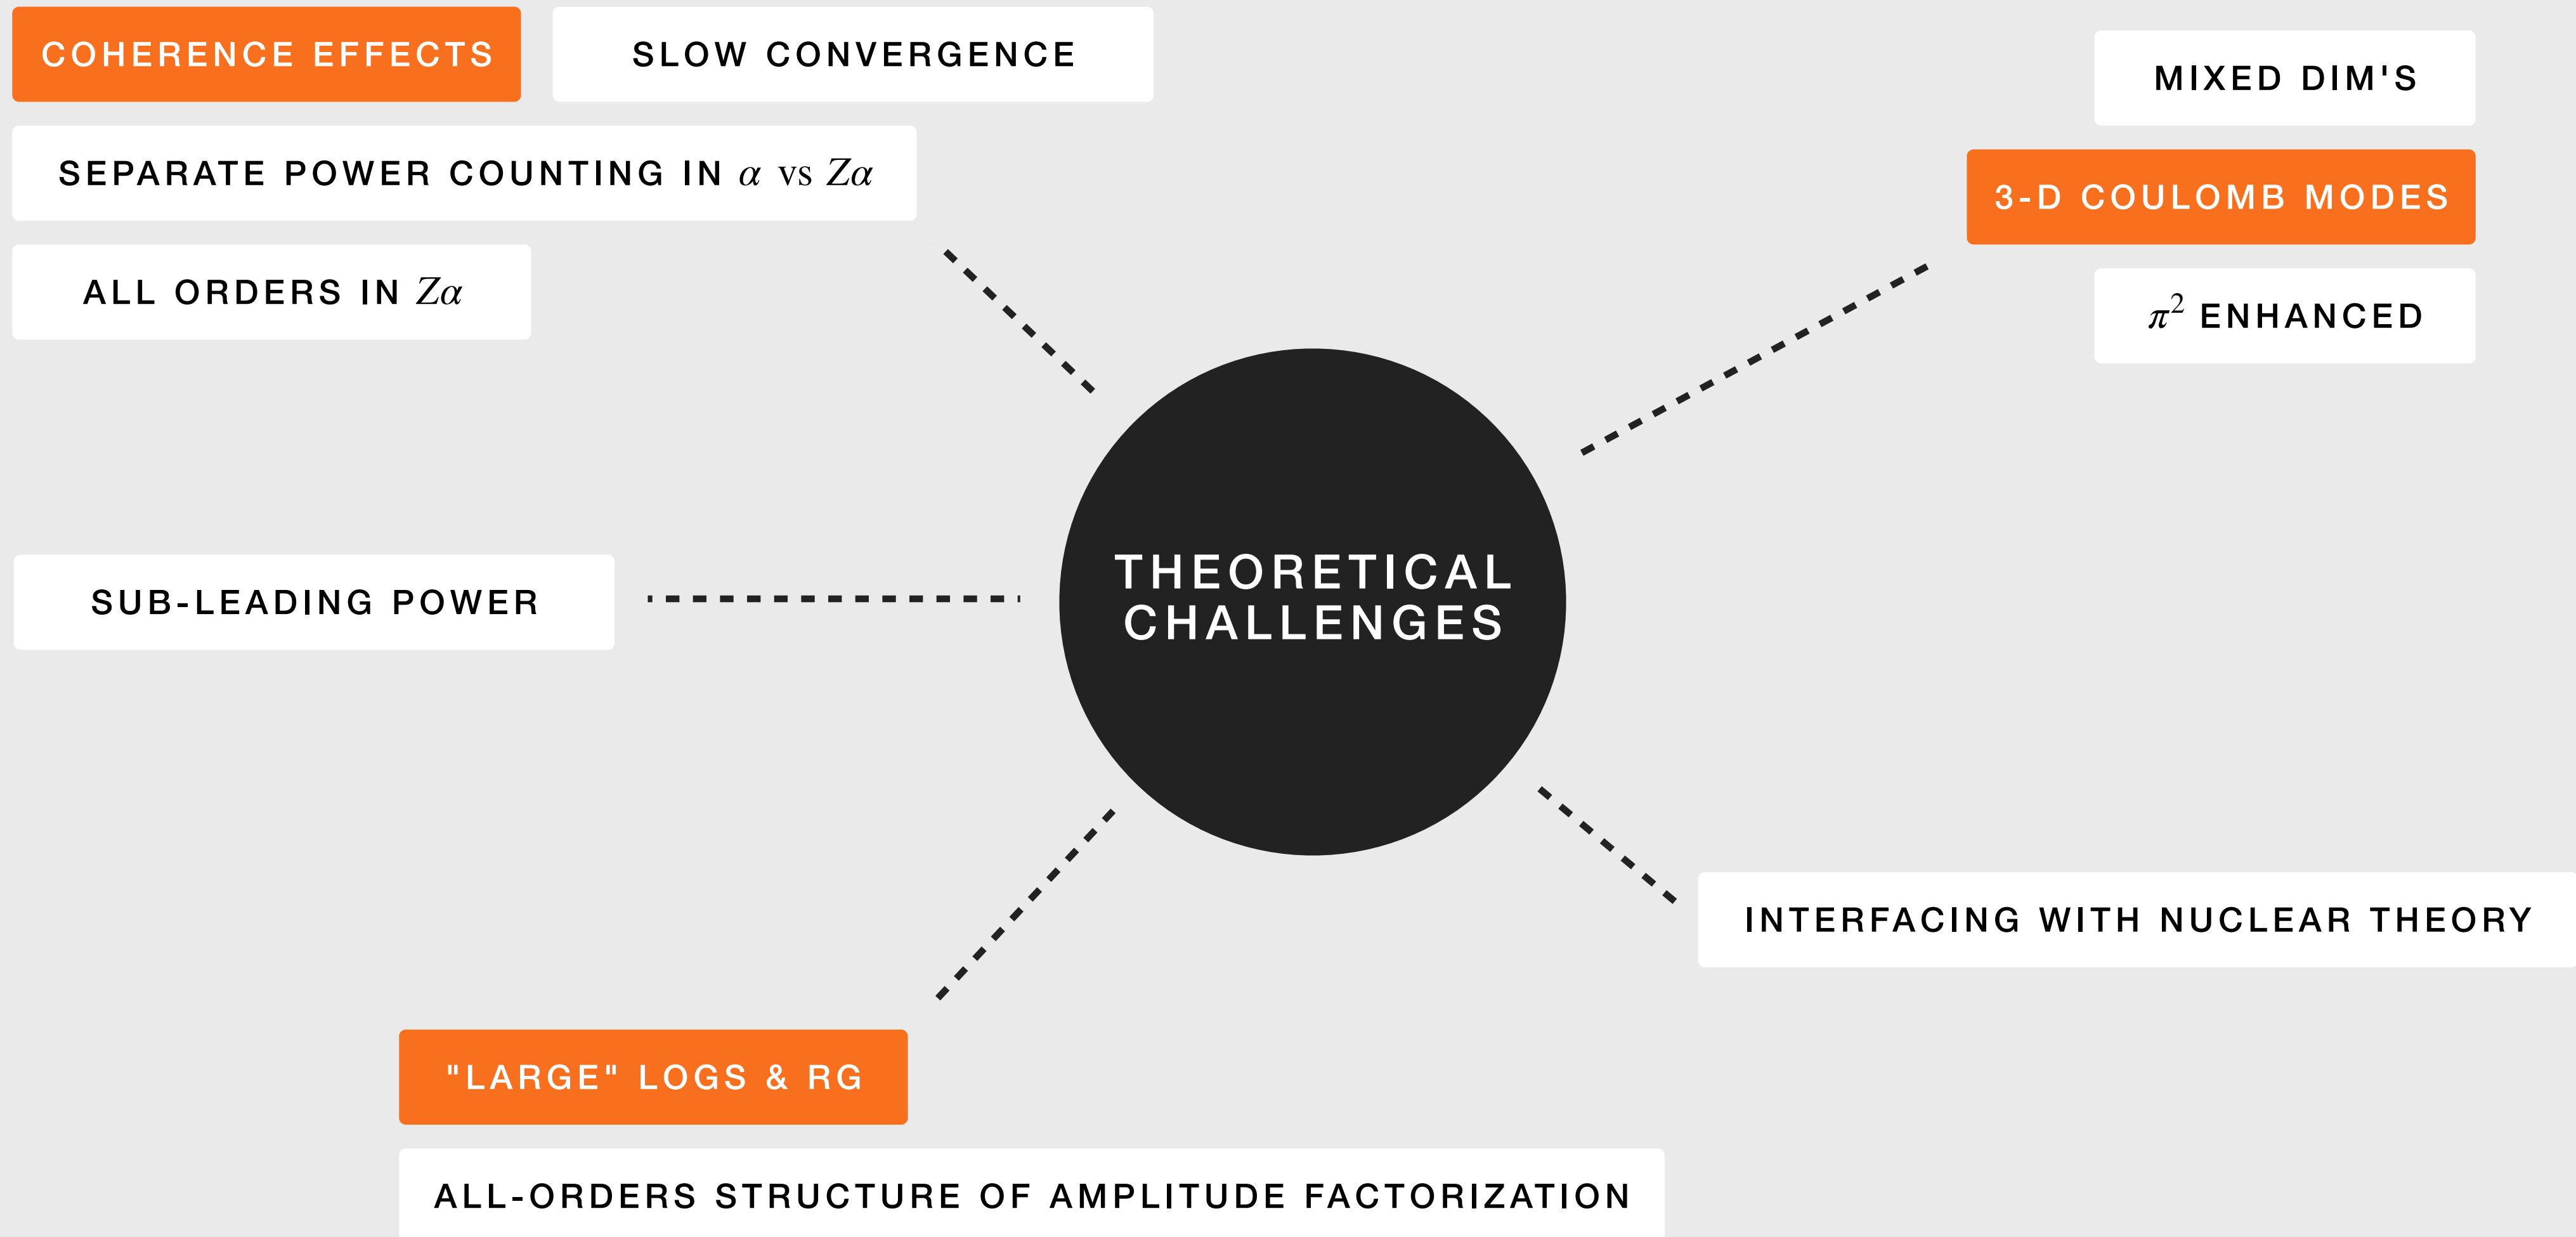 COHERENCE EFFECTS
SLOW CONVERGENCE
SEPARATE POWER COUNTING IN α vs Zα
ALL ORDERS IN Zα
MIXED DIM'S
3-D COULOMB MODES
π² ENHANCED
THEORETICAL
CHALLENGES
SUB-LEADING POWER
INTERFACING WITH NUCLEAR THEORY
"LARGE" LOGS & RG
ALL-ORDERS STRUCTURE OF AMPLITUDE FACTORIZATION